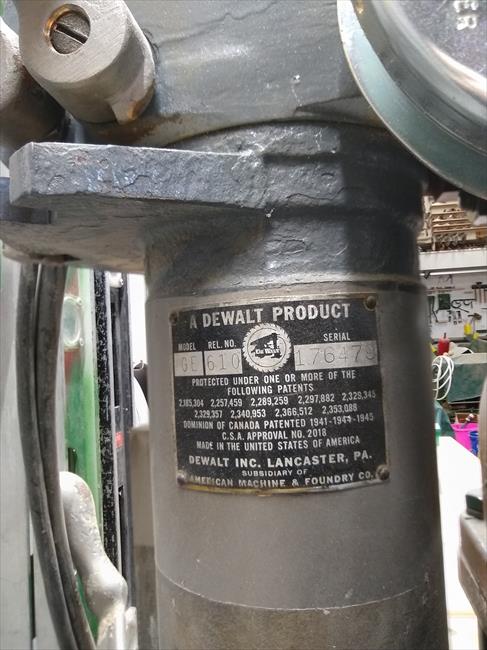 ER
A DEWALT PRODUCT
MODEL REL. NO. SERIAL
GE 610 De Walt 176479
PROTECTED UNDER ONE OR MORE OF THE
FOLLOWING PATENTS
2,185,304 2,257,459 2,289,259 2,297,882 2,329,345
2,329,357 2,340,953 2,366,512 2,353,088
DOMINION OF CANADA PATENTED 1941-1944-1945
C.S.A. APPROVAL NO. 2018
MADE IN THE UNITED STATES OF AMERICA
DEWALT INC. LANCASTER, PA.
SUBSIDIARY OF
AMERICAN MACHINE & FOUNDRY CO.